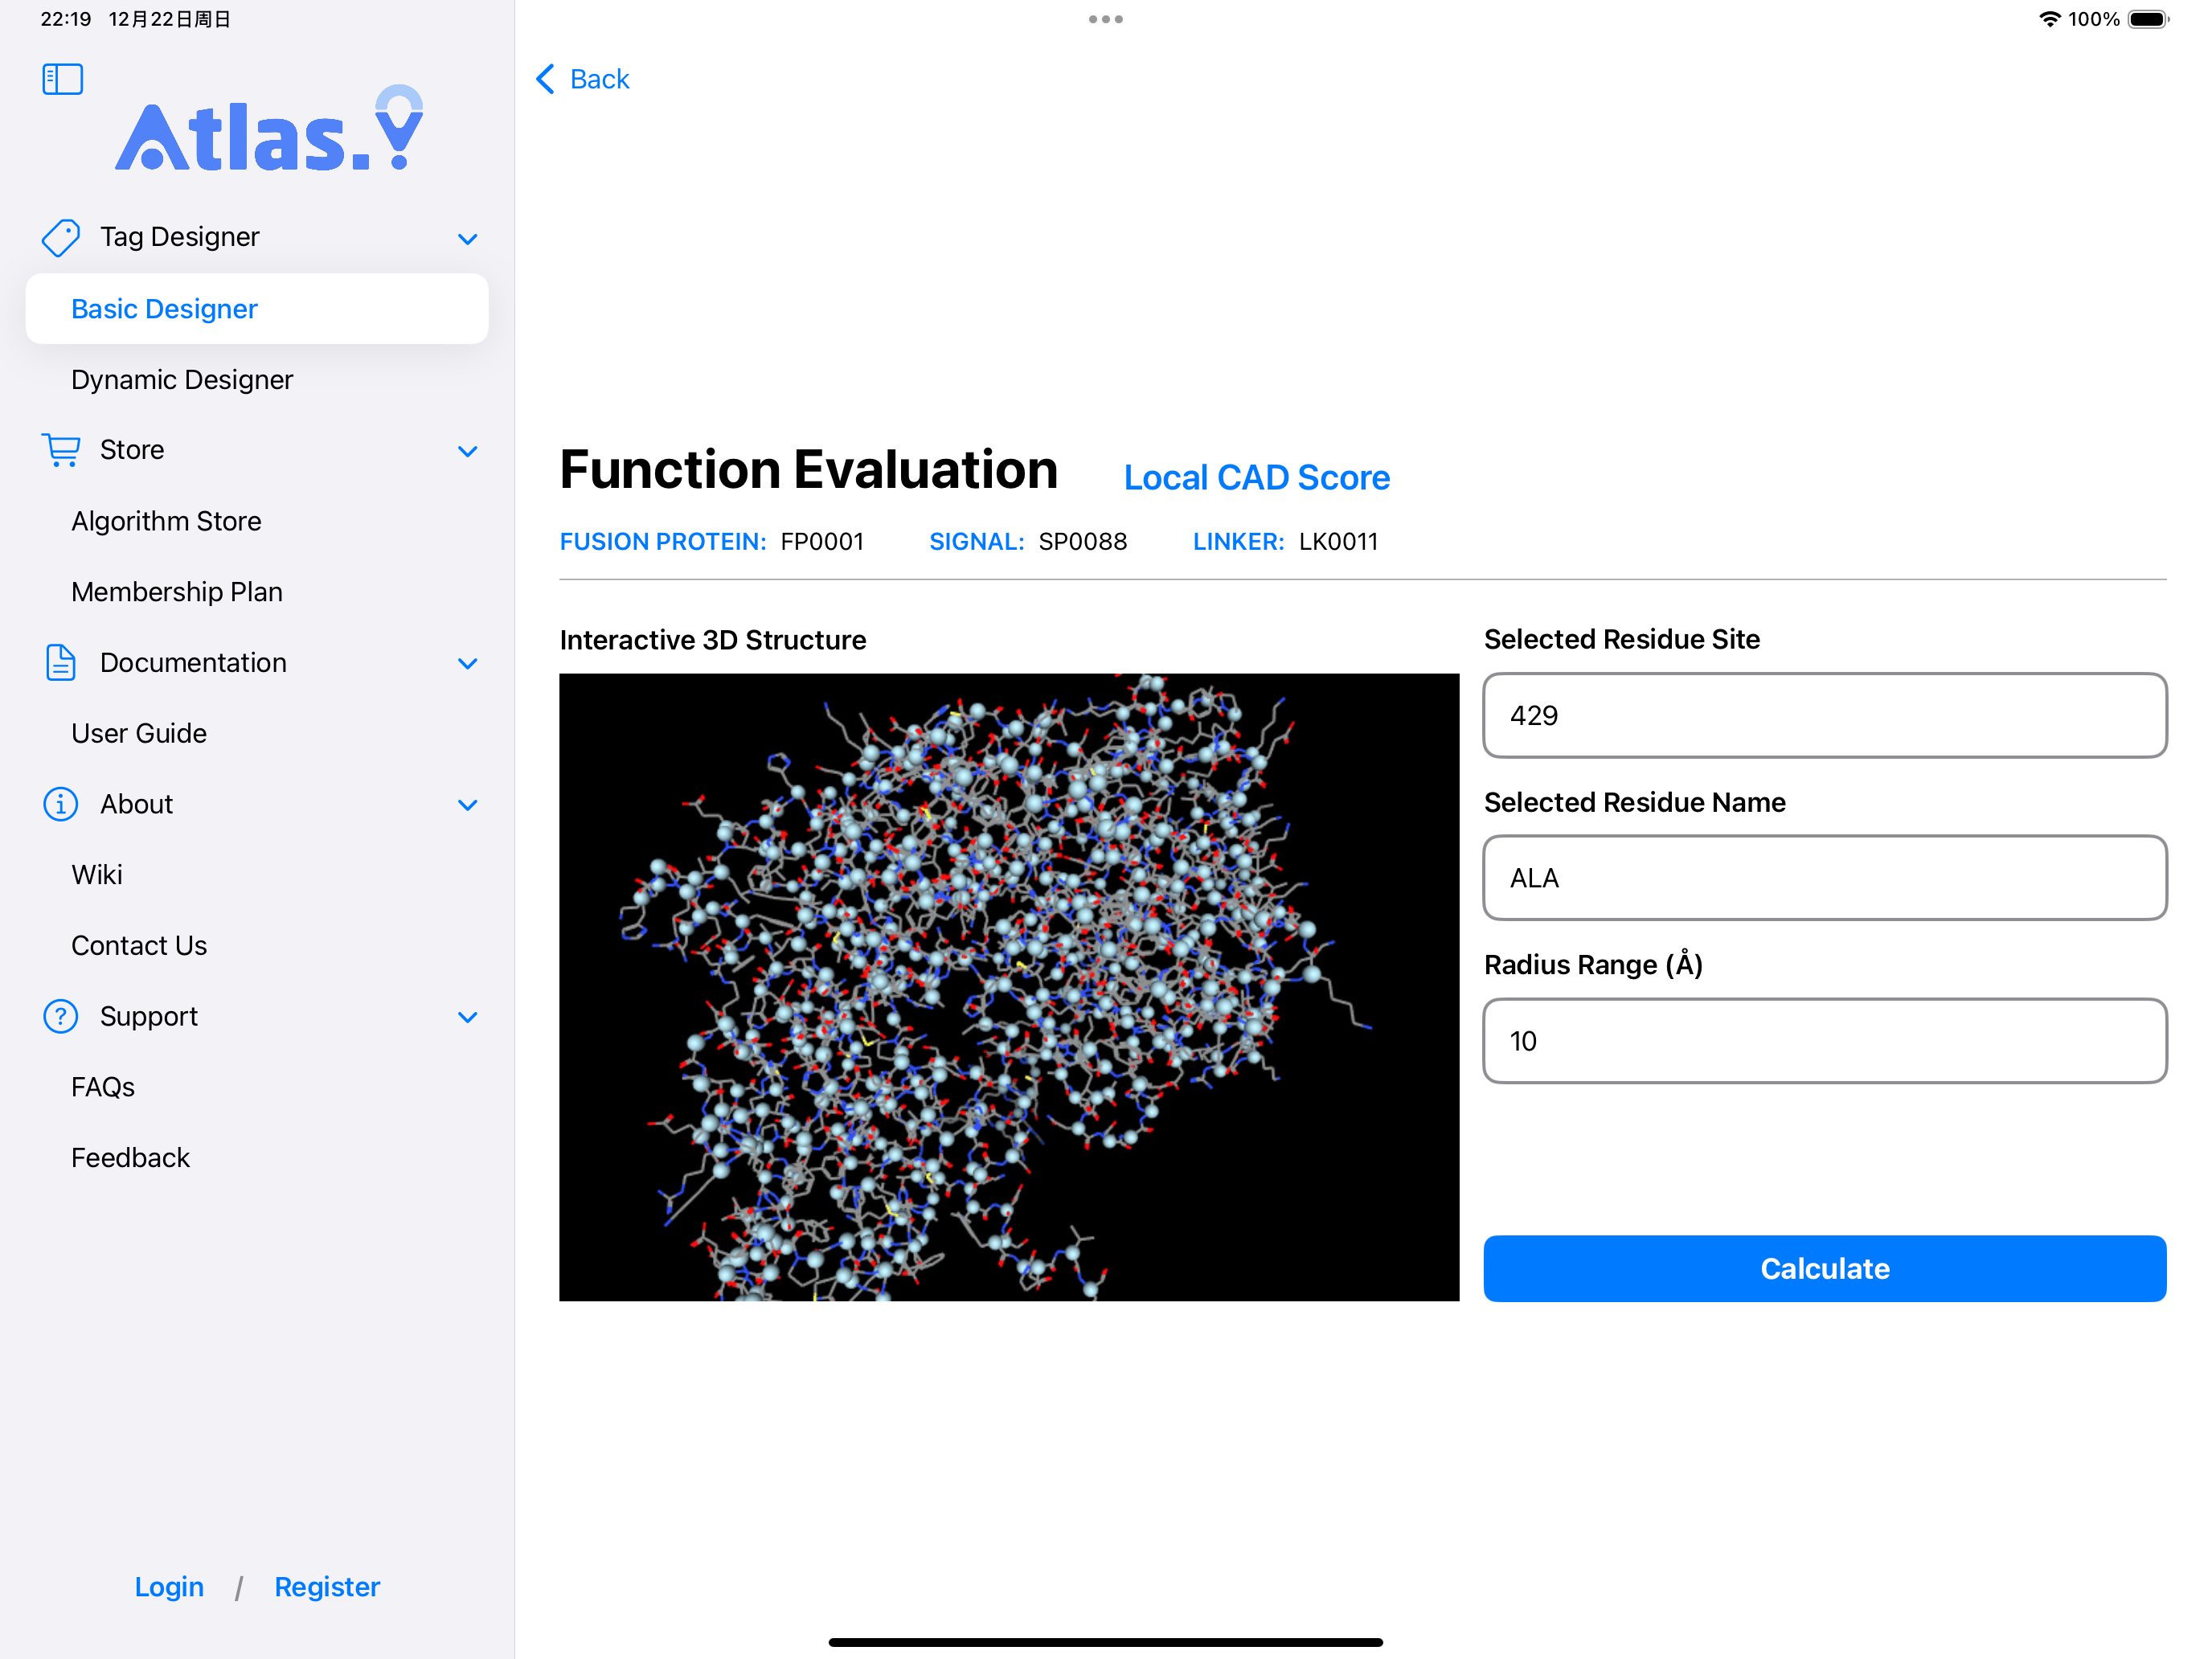 22:19 12月22日周日
100%
Atlas.
Back
Tag Designer
Basic Designer
Dynamic Designer
Store
Algorithm Store
Membership Plan
Documentation
User Guide
About
Wiki
Contact Us
Support
FAQs
Feedback
Login / Register
Function Evaluation Local CAD Score
FUSION PROTEIN: FP0001 SIGNAL: SP0088 LINKER: LK0011
Interactive 3D Structure
Selected Residue Site
429
Selected Residue Name
ALA
Radius Range (Å)
10
Calculate